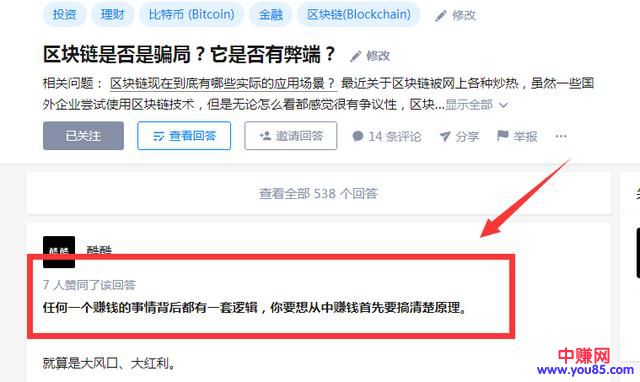 投资 理财 比特币 (Bitcoin) 金融 区块链(Blockchain) 修改
区块链是否是骗局？它是否有弊端？ 修改
相关问题： 区块链现在到底有哪些实际的应用场景？ 最近关于区块链被网上各种炒热，虽然一些国
外企业尝试使用区块链技术，但是无论怎么看都感觉很有争议性，区块...显示全部
已关注 查看回答 邀请回答 14 条评论 分享 举报 ...
查看全部 538 个回答
酷酷 酷酷
7 人赞同了该回答
任何一个赚钱的事情背后都有一套逻辑，你要想从中赚钱首先要搞清楚原理。
就算是大风口、大红利。
中赚网
www.you85.com